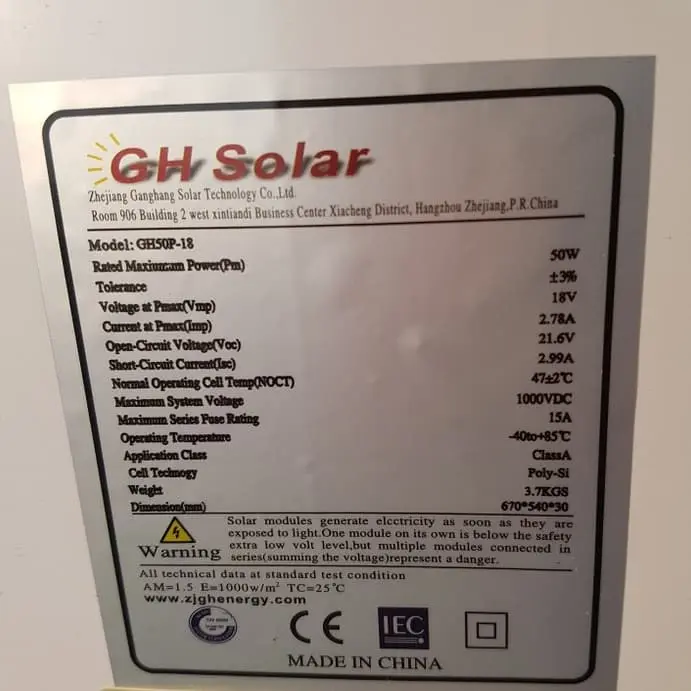 GH Solar
Zhejiang Ganghang Solar Technology Co.,Ltd.
Room 906 Building 2 west xintiandi Business Center Xiacheng District, Hangzhou Zhejiang,P.R.China
Model: GH50P-18
Rated Maxiumum Power(Pm) 50W
Tolerance ±3%
Voltage at Pmax(Vmp) 18V
Current at Pmax(Imp) 2.78A
Open-Circuit Voltage(Voc) 21.6V
Short-Circuit Current(Isc) 2.99A
Normal Operating Cell Temp(NOCT) 47±2℃
Maximum System Voltage 1000VDC
Maximum Series Fuse Rating 15A
Operating Temperature -40to+85℃
Application Class ClassA
Cell Technogy Poly-Si
Weight 3.7KGS
Dimension(mm) 670*540*30
Warning
Solar modules generate elcctricity as soon as they are
exposed to light.One module on its own is below the safety
extra low volt level,but multiple modules connected in
series(summing the voltage)represent a danger.
All technical data at standard test condition
AM=1.5 E=1000w/m² TC=25℃
www.zjghenergy.com
CE
IEC
MADE IN CHINA